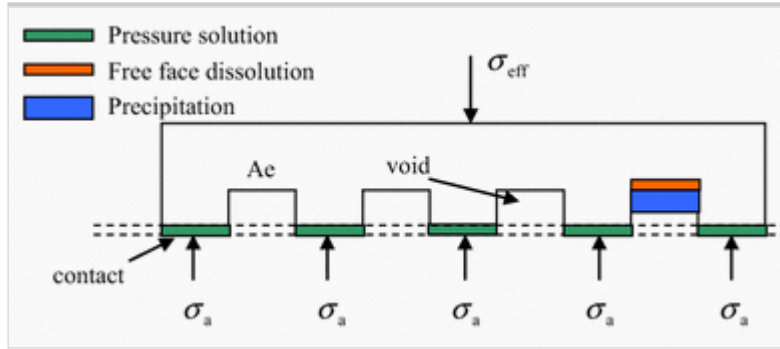 Pressure solution
Free face dissolution
Precipitation
σeff
Ae
void
contact
σa
σa
σa
σa
σa